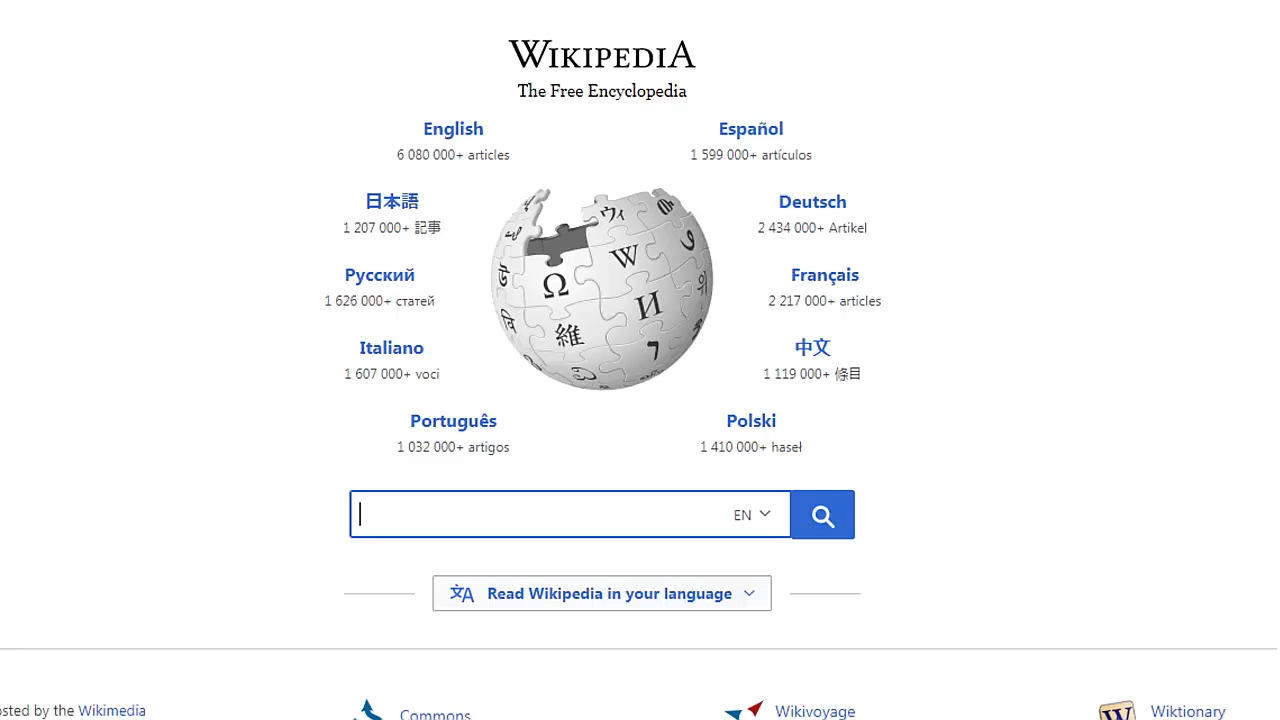 WIKIPEDIA
The Free Encyclopedia
English
6 080 000+ articles
Español
1 599 000+ artículos
日本語
1 207 000+ 記事
Deutsch
2 434 000+ Artikel
Русский
1 626 000+ статей
Français
2 217 000+ articles
Italiano
1 607 000+ voci
中文
1 119 000+ 條目
Português
1 032 000+ artigos
Polski
1 410 000+ haseł
ウィ
W
Ω
И
維
EN
Read Wikipedia in your language
osted by the Wikimedia
Commons
Wikivoyage
W
Wiktionary